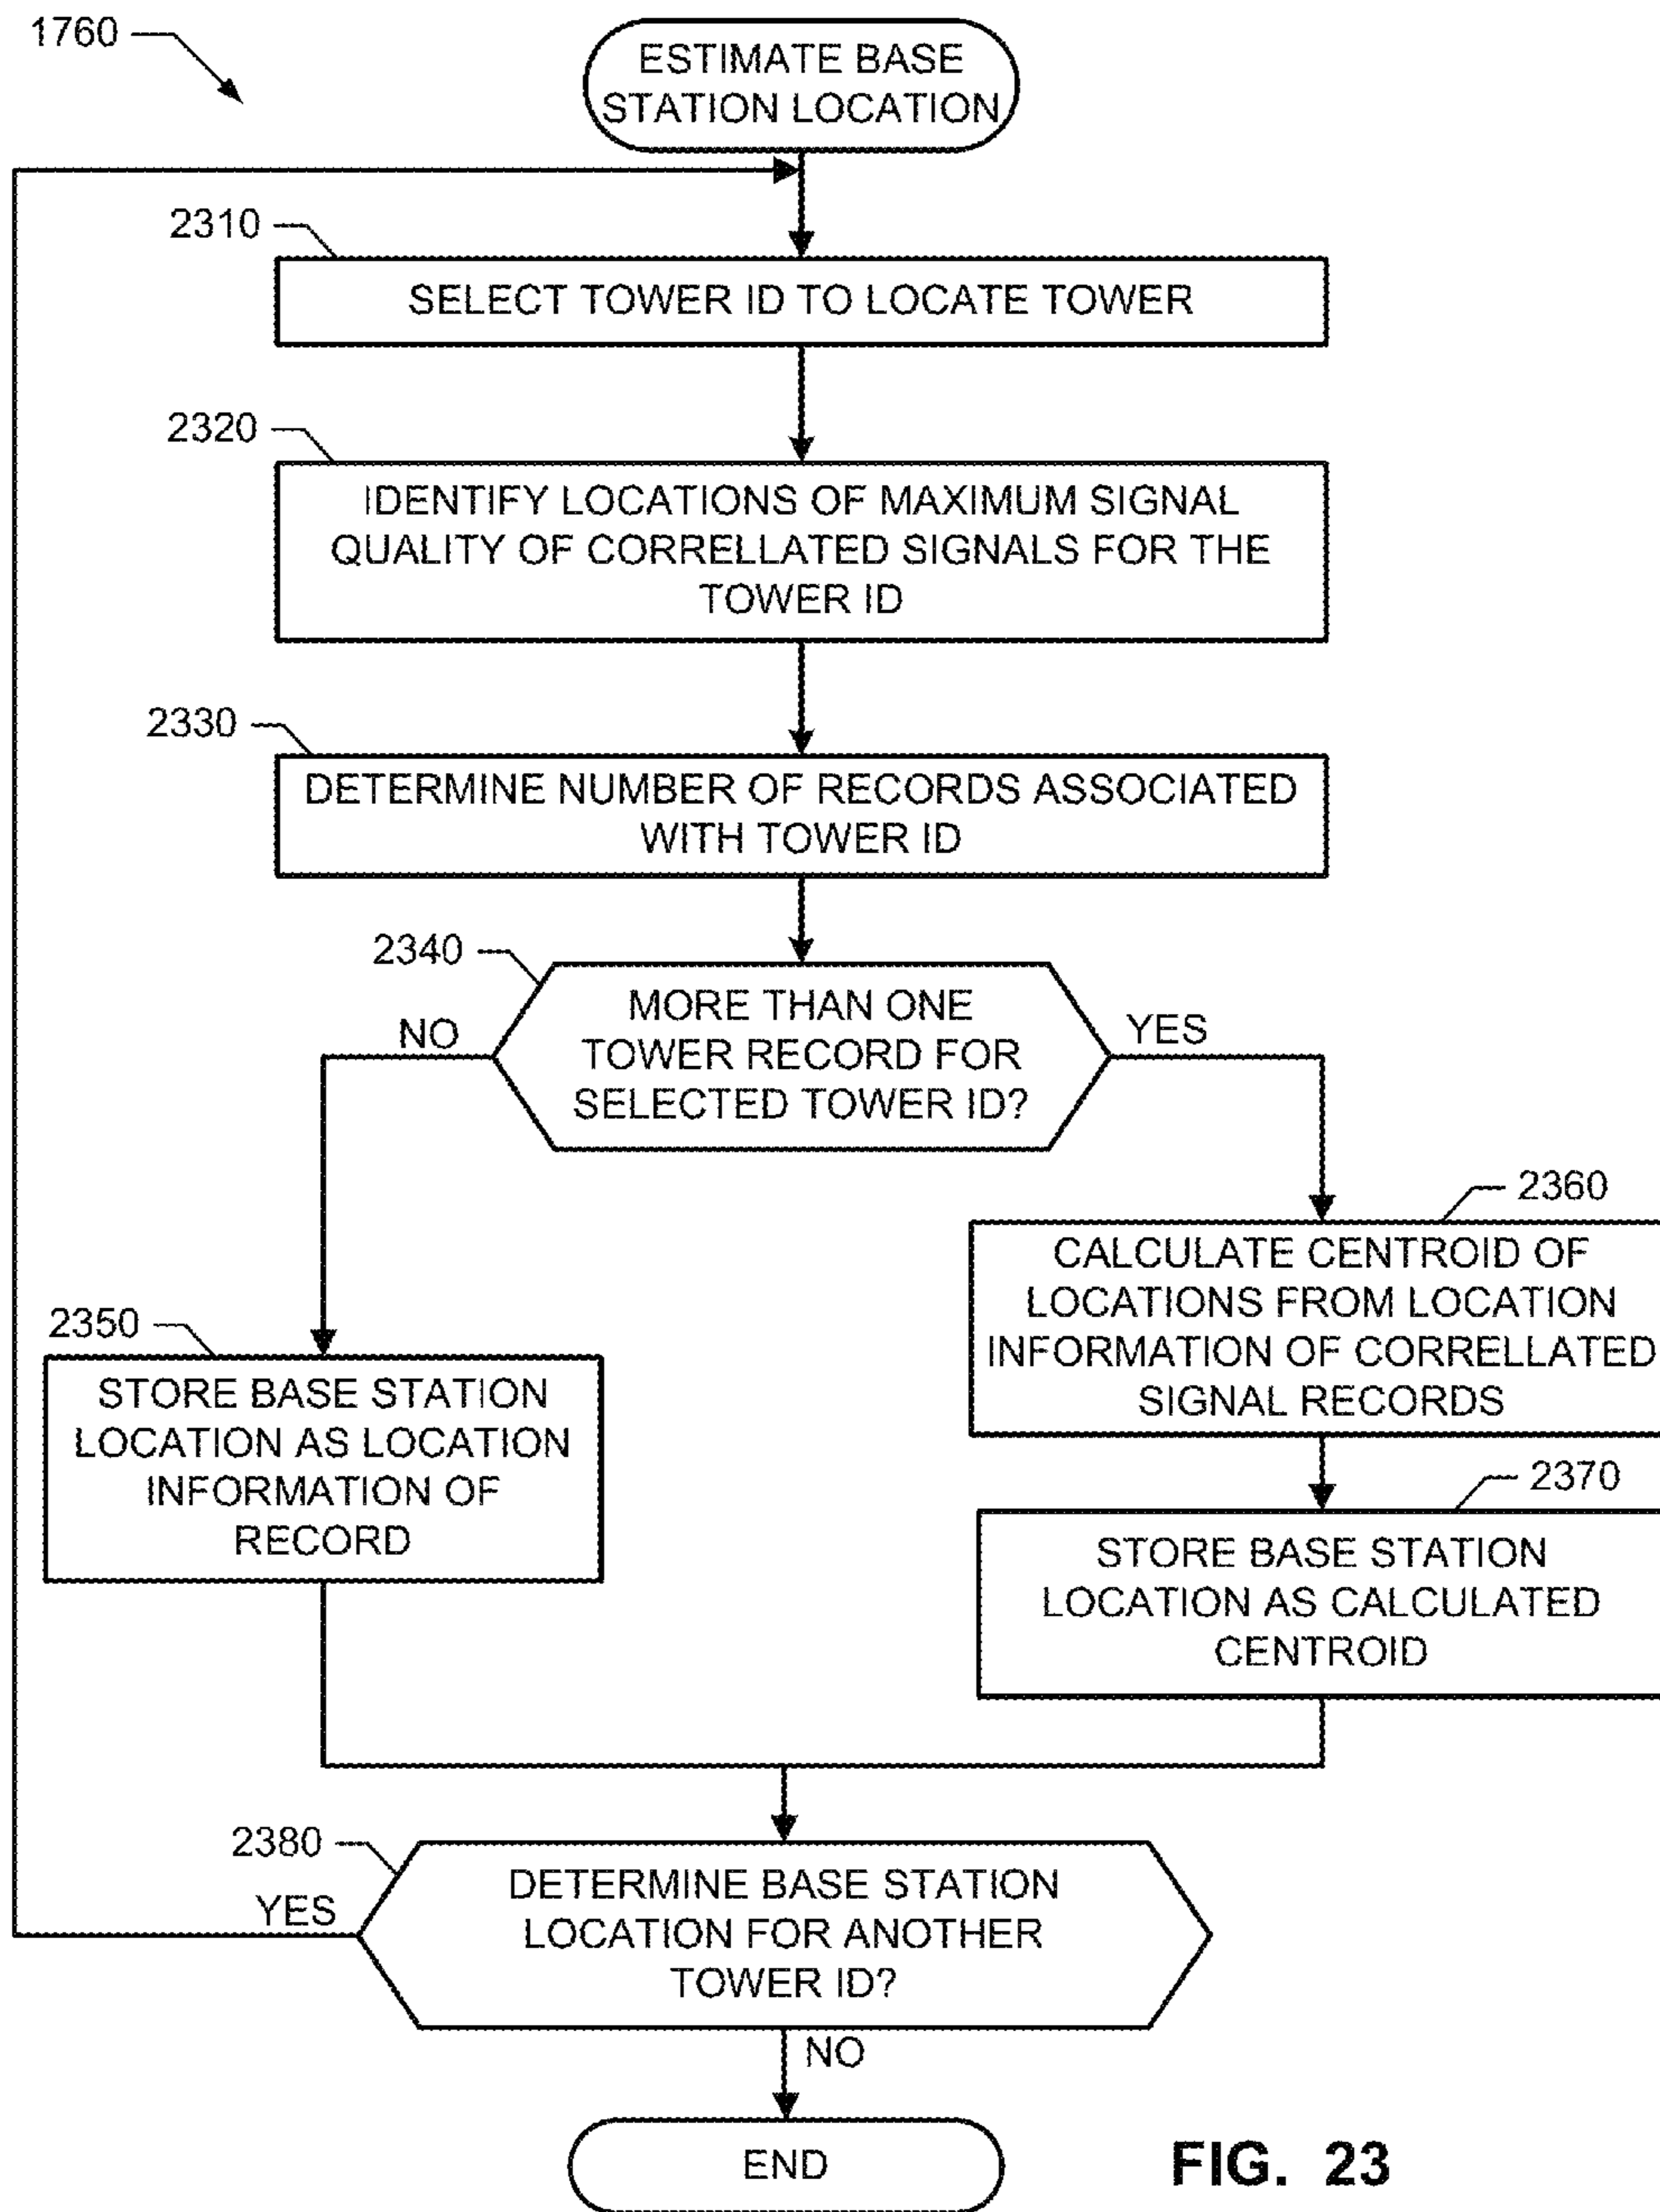 1760
ESTIMATE BASE
STATION LOCATION
2310
SELECT TOWER ID TO LOCATE TOWER
2320
IDENTIFY LOCATIONS OF MAXIMUM SIGNAL
QUALITY OF CORRELLATED SIGNALS FOR THE
TOWER ID
2330
DETERMINE NUMBER OF RECORDS ASSOCIATED
WITH TOWER ID
2340
MORE THAN ONE
TOWER RECORD FOR
SELECTED TOWER ID?
NO
YES
2350
STORE BASE STATION
LOCATION AS LOCATION
INFORMATION OF
RECORD
2360
CALCULATE CENTROID OF
LOCATIONS FROM LOCATION
INFORMATION OF CORRELLATED
SIGNAL RECORDS
2370
STORE BASE STATION
LOCATION AS CALCULATED
CENTROID
2380
DETERMINE BASE STATION
LOCATION FOR ANOTHER
TOWER ID?
YES
NO
END
FIG. 23